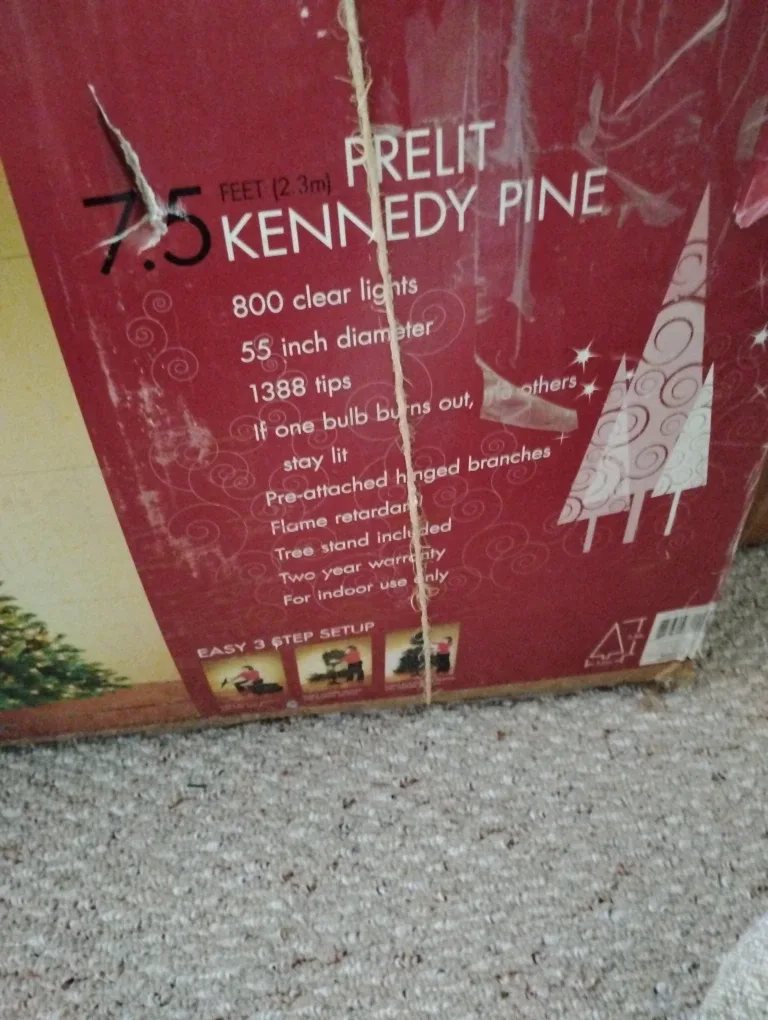 PRELIT
7.5 FEET (2.3m)
KENNEDY PINE
800 clear lights
55 inch diameter
1388 tips
If one bulb burns out, others
stay lit
Pre-attached hinged branches
Flame retardant
Tree stand included
Two year warranty
For indoor use only
EASY 3 STEP SETUP